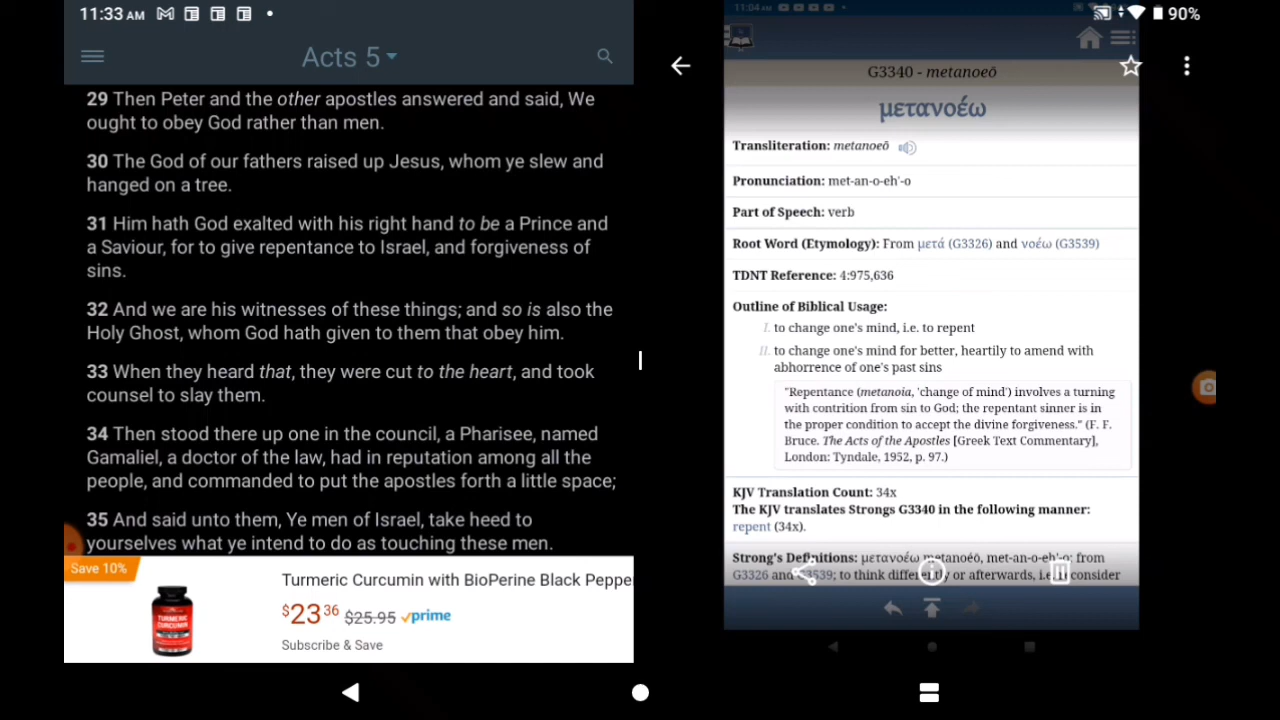 11:33 AM
Acts 5
29 Then Peter and the other apostles answered and said, We
ought to obey God rather than men.
30 The God of our fathers raised up Jesus, whom ye slew and
hanged on a tree.
31 Him hath God exalted with his right hand to be a Prince and
a Saviour, for to give repentance to Israel, and forgiveness of
sins.
32 And we are his witnesses of these things; and so is also the
Holy Ghost, whom God hath given to them that obey him.
33 When they heard that, they were cut to the heart, and took
counsel to slay them.
34 Then stood there up one in the council, a Pharisee, named
Gamaliel, a doctor of the law, had in reputation among all the
people, and commanded to put the apostles forth a little space;
35 And said unto them, Ye men of Israel, take heed to
yourselves what ye intend to do as touching these men.
Save 10%
Turmeric Curcumin with BioPerine Black Peppe
$23 36 $25.95 prime
Subscribe & Save
TURMERIC
CURCUMIN
11:04 AM
90%
G3340 - metanoeō
μετανοέω
Transliteration: metanoeō
Pronunciation: met-an-o-eh'-o
Part of Speech: verb
Root Word (Etymology): From μετά (G3326) and νοέω (G3539)
TDNT Reference: 4:975,636
Outline of Biblical Usage:
I. to change one's mind, i.e. to repent
II. to change one's mind for better, heartily to amend with
abhorrence of one's past sins
"Repentance (metanoia, 'change of mind') involves a turning
with contrition from sin to God; the repentant sinner is in
the proper condition to accept the divine forgiveness." (F. F.
Bruce. The Acts of the Apostles [Greek Text Commentary],
London: Tyndale, 1952, p. 97.)
KJV Translation Count: 34x
The KJV translates Strongs G3340 in the following manner:
repent (34x).
Strong's Definitions: μετανοέω metanoéō, met-an-o-eh'-o; from
G3326 and G3539; to think differently or afterwards, i.e. to consider